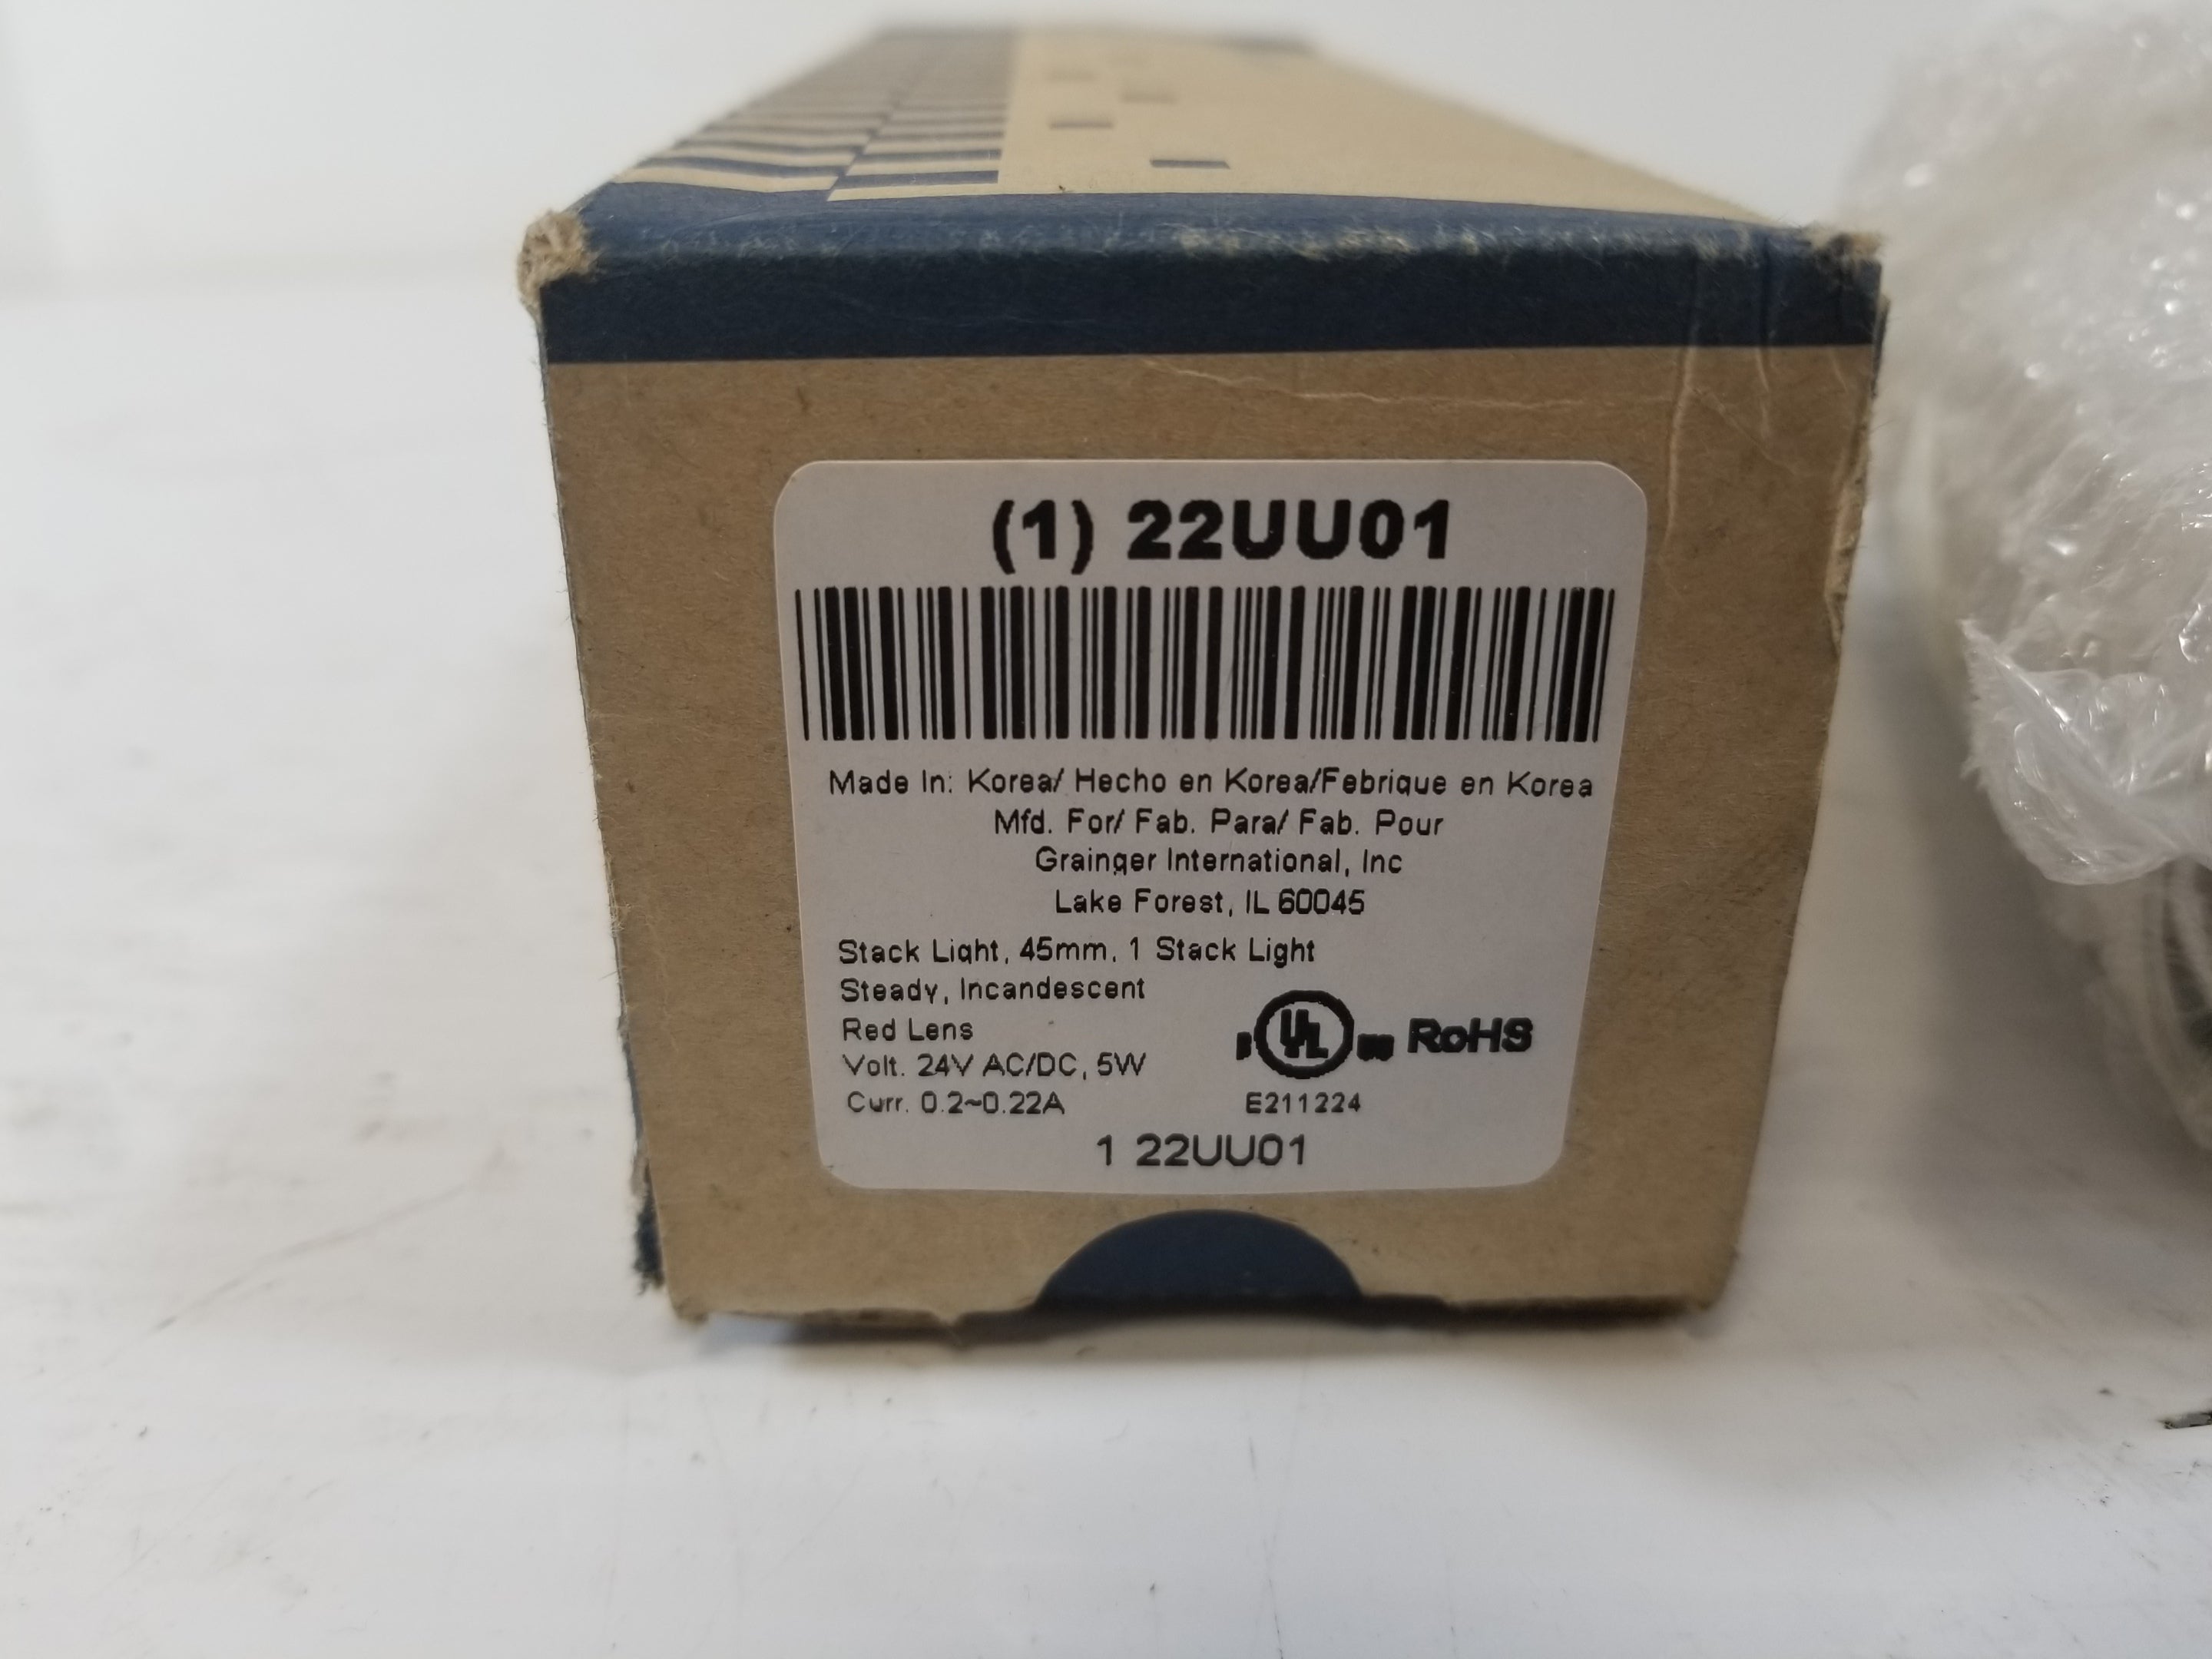 (1) 22UU01
Made In: Korea/ Hecho en Korea/Febrique en Korea
Mfd. For/ Fab. Para/ Fab. Pour
Grainger International, Inc
Lake Forest, IL 60045
Stack Light, 45mm, 1 Stack Light
Steady, Incandescent
Red Lens
Volt. 24V AC/DC, 5W
Curr. 0.2~0.22A
UL RoHS
E211224
1 22UU01